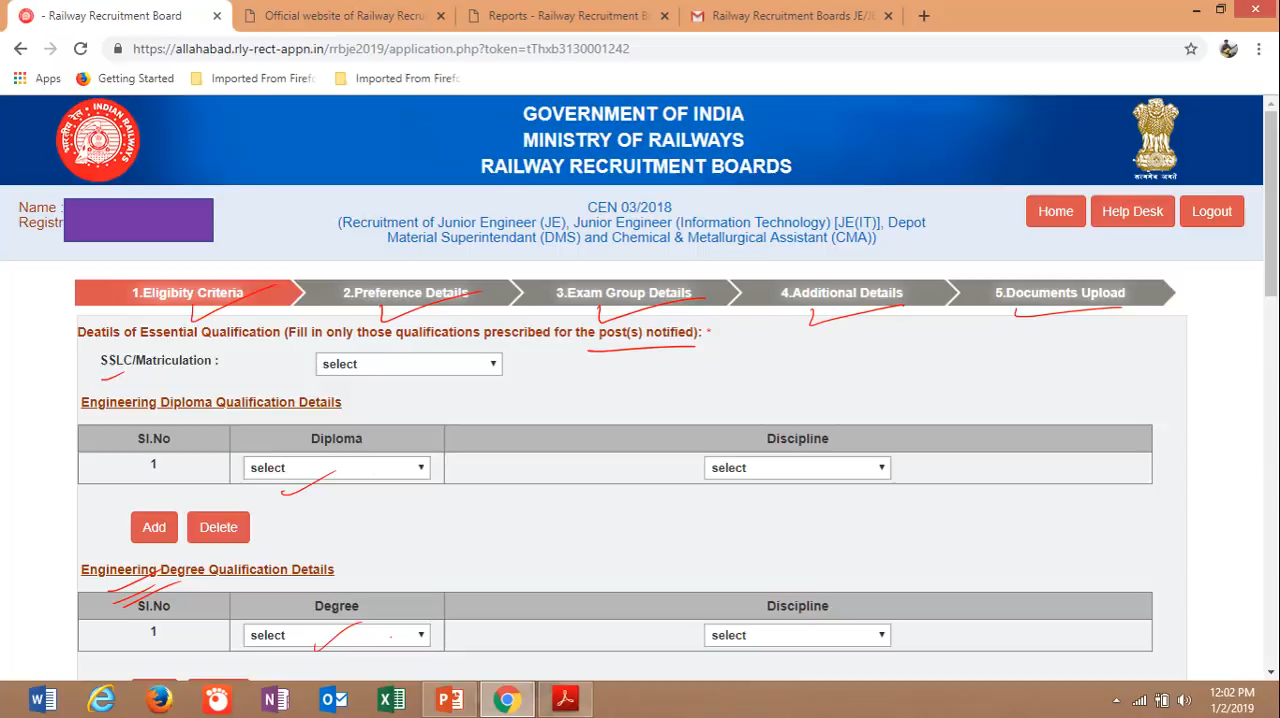 - Railway Recruitment Board
Official website of Railway Recru
Reports - Railway Recruitment B
Railway Recruitment Boards JE/JE
https://allahabad.rly-rect-appn.in/rrbje2019/application.php?token=tThxb3130001242
Apps Getting Started Imported From Firefo Imported From Firefo
INDIAN RAILWAYS
भारतीय रेल
GOVERNMENT OF INDIA
MINISTRY OF RAILWAYS
RAILWAY RECRUITMENT BOARDS
सत्यमेव जयते
Name :
Registr
CEN 03/2018
(Recruitment of Junior Engineer (JE), Junior Engineer (Information Technology) [JE(IT)], Depot
Material Superintendant (DMS) and Chemical & Metallurgical Assistant (CMA))
Home Help Desk Logout
1.Eligibity Criteria 2.Preference Details 3.Exam Group Details 4.Additional Details 5.Documents Upload
Deatils of Essential Qualification (Fill in only those qualifications prescribed for the post(s) notified): *
SSLC/Matriculation : select
Engineering Diploma Qualification Details
Sl.No Diploma Discipline
1 select select
Add Delete
Engineering Degree Qualification Details
Sl.No Degree Discipline
1 select select
12:02 PM
1/2/2019